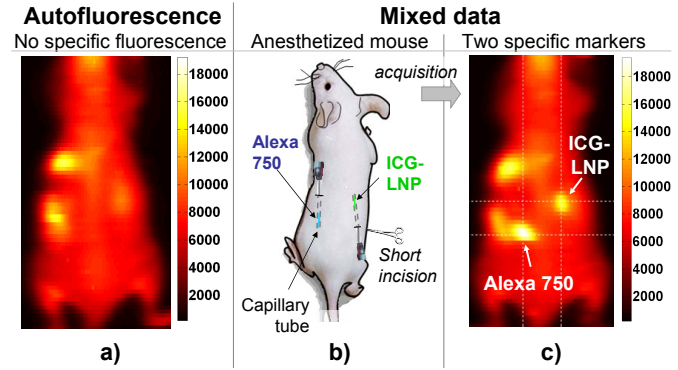 Autofluorescence
No specific fluorescence
18000
16000
14000
12000
10000
8000
6000
4000
2000
a)
Mixed data
Anesthetized mouse
Two specific markers
acquisition
Alexa
750
ICG-
LNP
Short
incision
Capillary
tube
b)
ICG-
LNP
Alexa 750
18000
16000
14000
12000
10000
8000
6000
4000
2000
c)